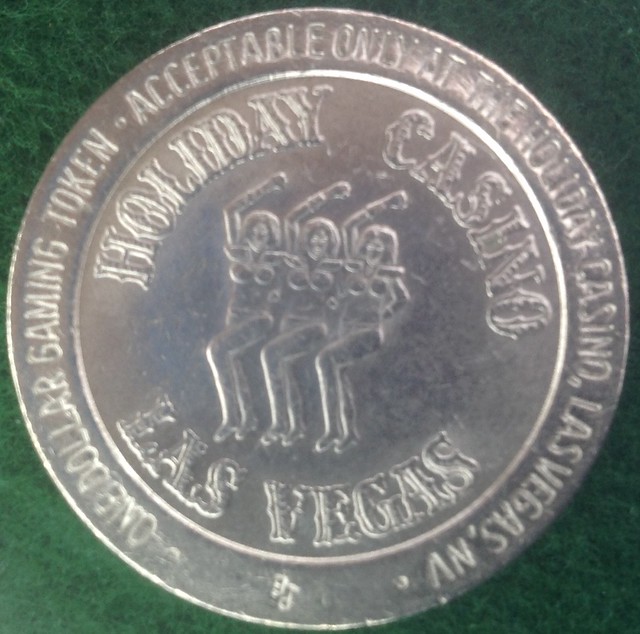 HOLIDAY CASINO
LAS VEGAS
ONE DOLLAR GAMING TOKEN • ACCEPTABLE ONLY AT THE HOLIDAY CASINO, LAS VEGAS, NV •